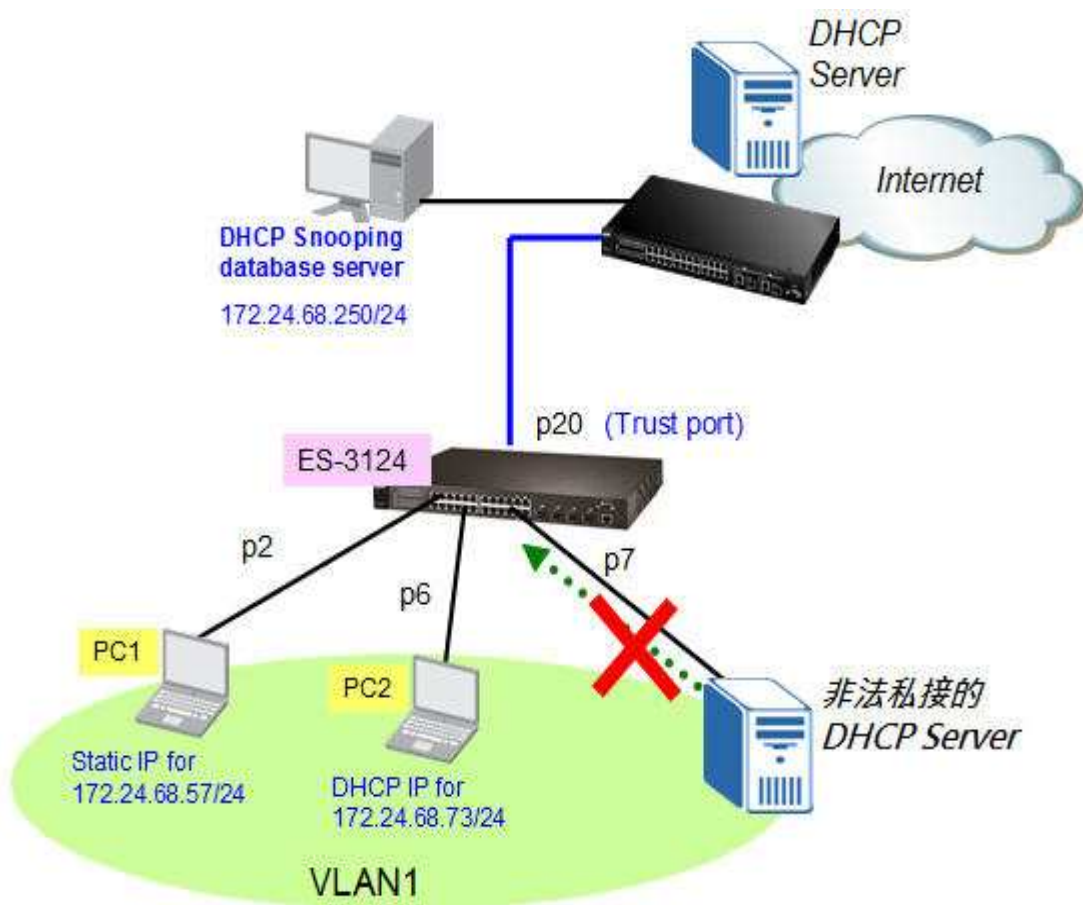 DHCP
Server
Internet
DHCP Snooping
database server
172.24.68.250/24
p20 (Trust port)
ES-3124
p2
p6
p7
PC1
PC2
非法私接的
DHCP Server
Static IP for
172.24.68.57/24
DHCP IP for
172.24.68.73/24
VLAN1